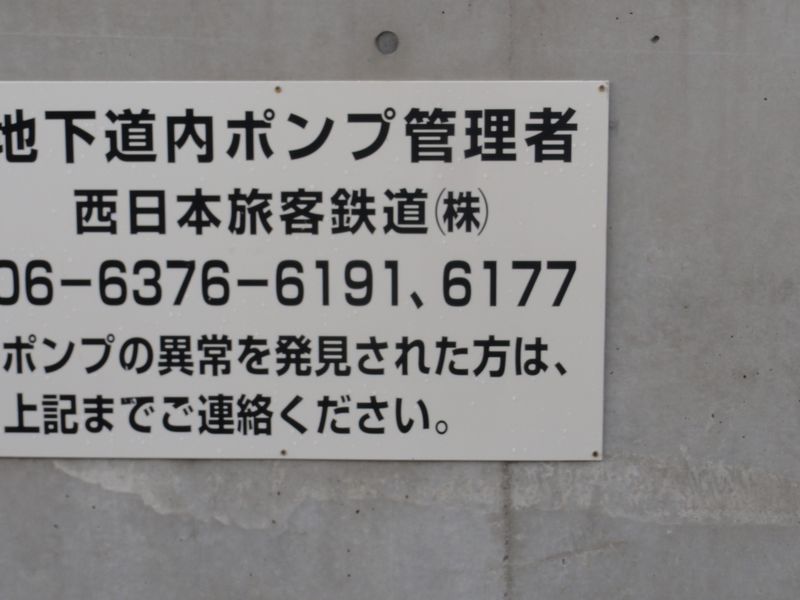 地下道内ポンプ管理者
西日本旅客鉄道㈱
06-6376-6191、6177
ポンプの異常を発見された方は、
上記までご連絡ください。